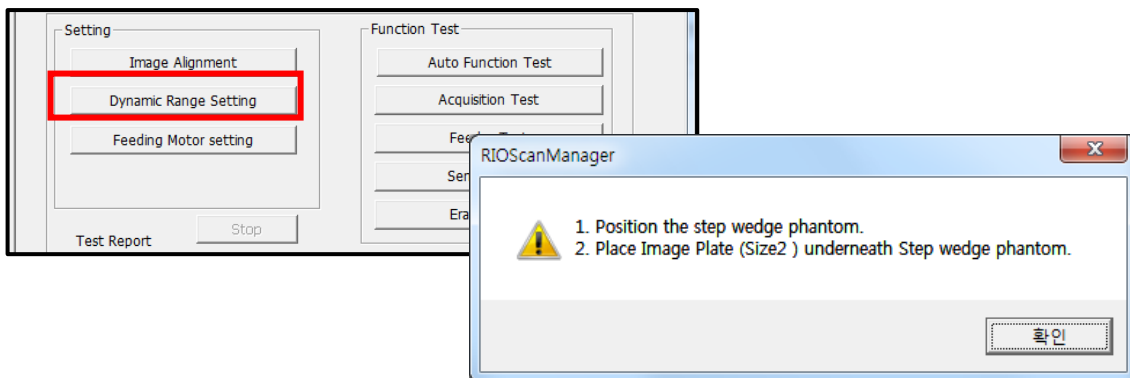 Setting
Image Alignment
Dynamic Range Setting
Feeding Motor setting
Test Report
Stop
Function Test
Auto Function Test
Acquisition Test
RIOScanManager
1. Position the step wedge phantom.
2. Place Image Plate (Size2 ) underneath Step wedge phantom.
확인